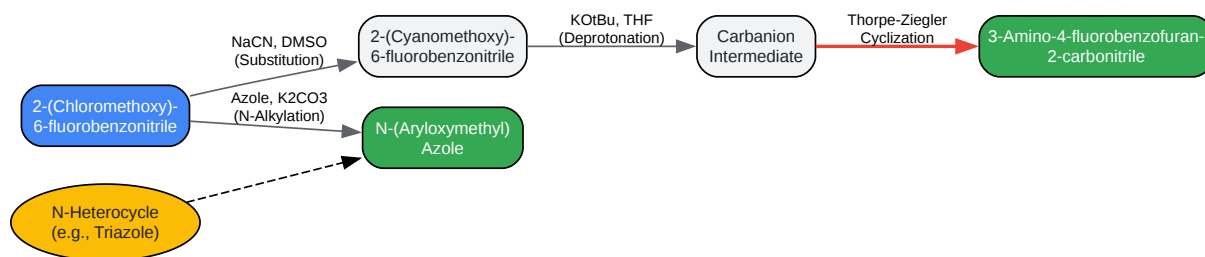 2-(Chloromethoxy)-
6-fluorobenzonitrile
NaCN, DMSO
(Substitution)
2-(Cyanomethoxy)-
6-fluorobenzonitrile
KOtBu, THF
(Deprotonation)
Carbanion
Intermediate
Thorpe-Ziegler
Cyclization
3-Amino-4-fluorobenzofuran-
2-carbonitrile
Azole, K2CO3
(N-Alkylation)
N-(Aryloxymethyl)
Azole
N-Heterocycle
(e.g., Triazole)